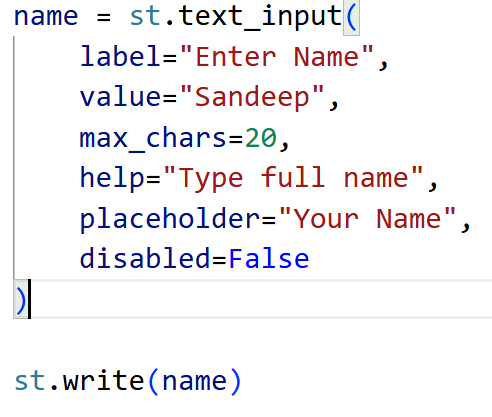 name = st.text_input(
    label="Enter Name",
    value="Sandeep",
    max_chars=20,
    help="Type full name",
    placeholder="Your Name",
    disabled=False
)
st.write(name)